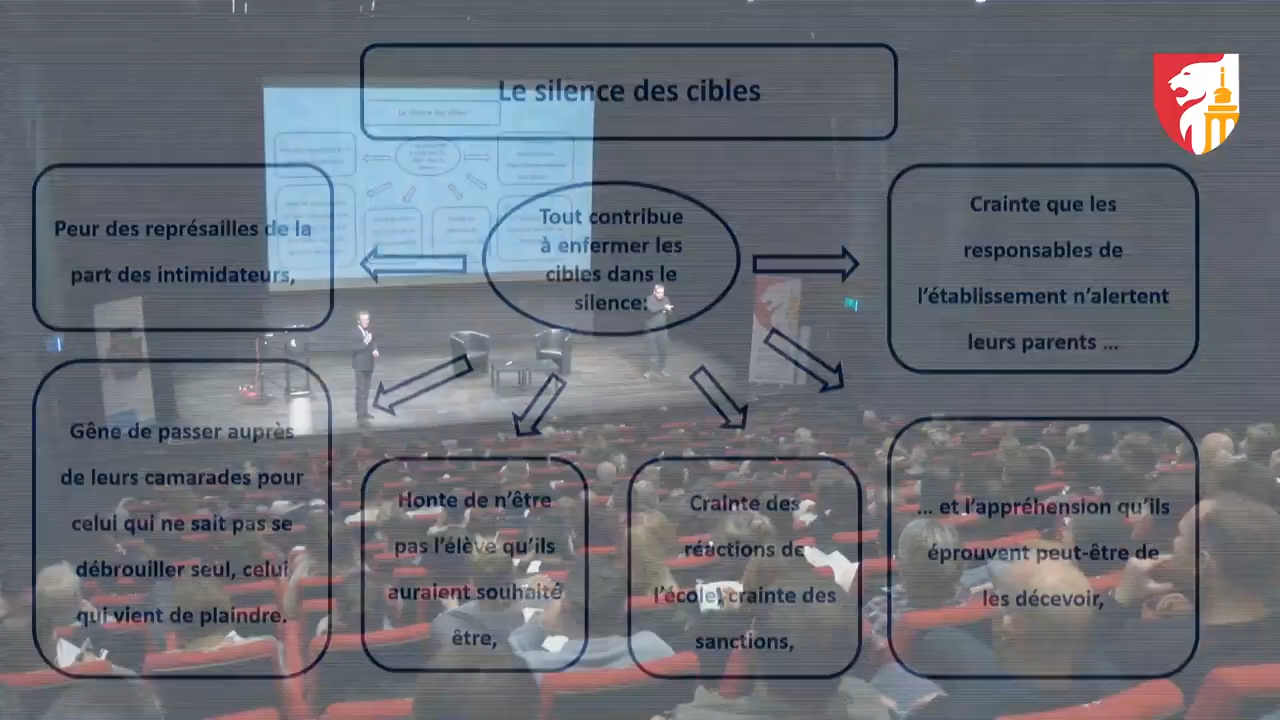 Le silence des cibles
Peur des représailles de la
part des intimidateurs,
Tout contribue
à enfermer les
cibles dans le
silence:
Crainte que les
responsables de
l'établissement n'alertent
leurs parents ...
Gêne de passer auprès
de leurs camarades pour
celui qui ne sait pas se
débrouiller seul, celui
qui vient de plaindre.
Honte de n'être
pas l'élève qu'ils
auraient souhaité
être,
Crainte des
réactions de
l'école, crainte des
sanctions,
... et l'appréhension qu'ils
éprouvent peut-être de
les décevoir,
Le silence des cibles